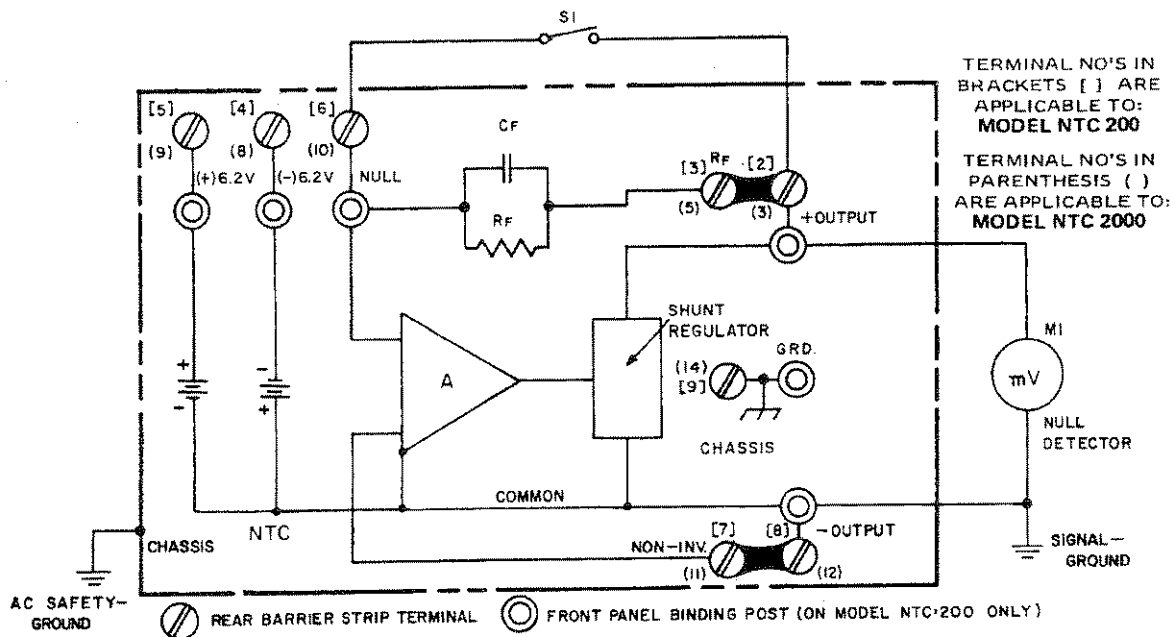 S1
TERMINAL NO'S IN
BRACKETS [ ] ARE
APPLICABLE TO:
MODEL NTC 200
TERMINAL NO'S IN
PARENTHESIS ( )
ARE APPLICABLE TO:
MODEL NTC 2000
[5]
[4]
[6]
(9)
(8)
(10)
(+)6.2V
(-)6.2V
NULL
CF
RF
[3]
RF
[2]
(5)
(3)
+OUTPUT
+
-
-
+
A
SHUNT
REGULATOR
(14)
[9]
GRD.
CHASSIS
M1
mV
NULL
DETECTOR
COMMON
[7]
[8]
-OUTPUT
NON-INV.
(11)
(12)
SIGNAL-
GROUND
CHASSIS
NTC
AC SAFETY-
GROUND
REAR BARRIER STRIP TERMINAL
FRONT PANEL BINDING POST (ON MODEL NTC-200 ONLY)